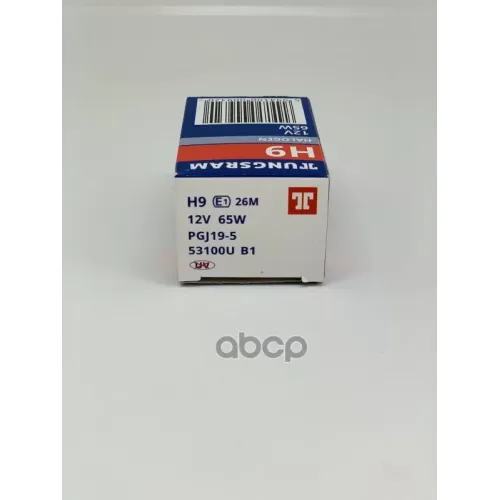 12V
65W
HALOGEN
H9
TUNGSRAM
H9 E1 26M
12V 65W
PGJ19-5
53100U B1
abcp